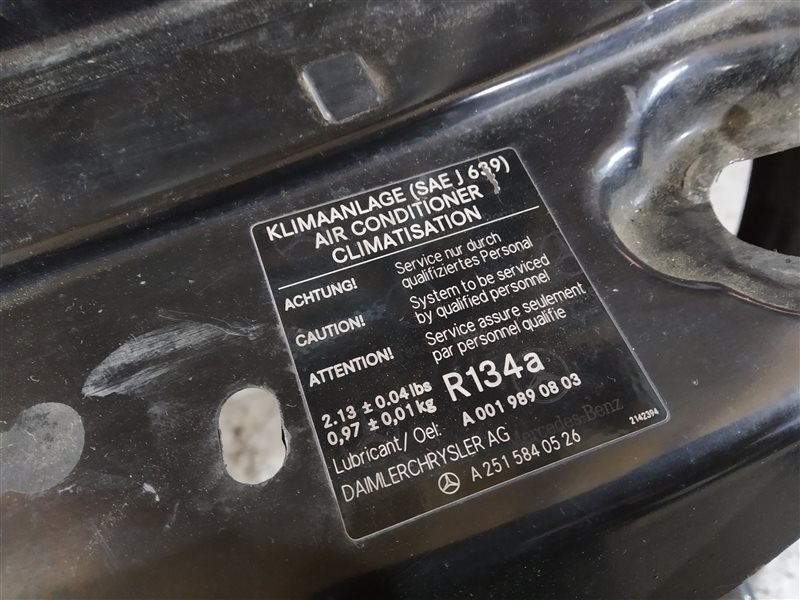 KLIMAANLAGE (SAE J 639)
AIR CONDITIONER
CLIMATISATION
ACHTUNG!
Service nur durch
qualifiziertes Personal
CAUTION!
System to be serviced
by qualified personnel
ATTENTION!
Service assure seulement
par personnel qualifie
2.13 ± 0.04 lbs
0,97 ± 0,01 kg
R134a
Lubricant/Oel: A 001 989 08 03
DAIMLERCHRYSLER AG
Mercedes-Benz
2142394
A 251 584 05 26